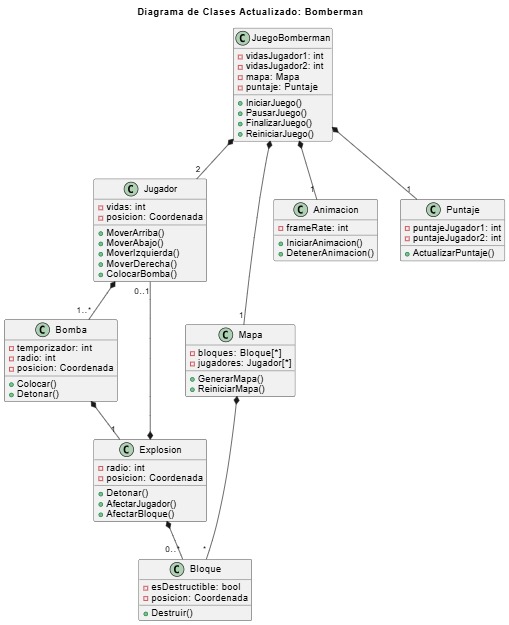 Diagrama de Clases Actualizado: Bomberman
C JuegoBomberman
vidasJugador1: int
vidasJugador2: int
mapa: Mapa
puntaje: Puntaje
IniciarJuego()
PausarJuego()
FinalizarJuego()
ReiniciarJuego()
2
1
1
1
C Jugador
vidas: int
posicion: Coordenada
MoverArriba()
MoverAbajo()
MoverIzquierda()
MoverDerecha()
ColocarBomba()
C Animacion
frameRate: int
IniciarAnimacion()
DetenerAnimacion()
C Puntaje
puntajeJugador1: int
puntajeJugador2: int
ActualizarPuntaje()
1..*
0..1
C Bomba
temporizador: int
radio: int
posicion: Coordenada
Colocar()
Detonar()
C Mapa
bloques: Bloque[*]
jugadores: Jugador[*]
GenerarMapa()
ReiniciarMapa()
1
C Explosion
radio: int
posicion: Coordenada
Detonar()
AfectarJugador()
AfectarBloque()
0..*
*
C Bloque
esDestructible: bool
posicion: Coordenada
Destruir()